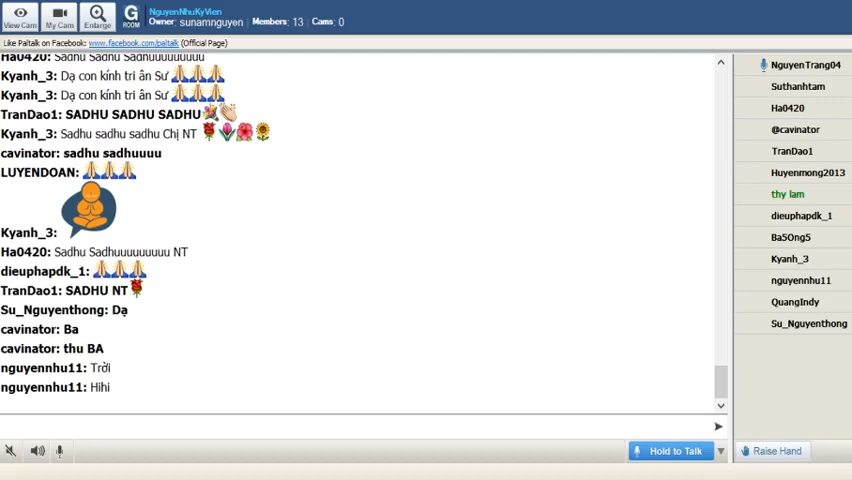 View Cam
My Cam
Enlarge
G
ROOM
NguyenNhuKyVien
Owner: sunamnguyen Members: 13 Cams: 0
Like Paltalk on Facebook: www.facebook.com/paltalk (Official Page)
Ha0420: Sadhu Sadhu Sadhuuuuuuuuu
Kyanh_3: Dạ con kính tri ân Sư
Kyanh_3: Dạ con kính tri ân Sư
TranDao1: SADHU SADHU SADHU
Kyanh_3: Sadhu sadhu sadhu Chị NT
cavinator: sadhu sadhuuuu
LUYENDOAN:
Kyanh_3:
Ha0420: Sadhu Sadhuuuuuuuuu NT
dieuphapdk_1:
TranDao1: SADHU NT
Su_Nguyenthong: Dạ
cavinator: Ba
cavinator: thu BA
nguyennhu11: Trời
nguyennhu11: Hihi
Hold to Talk
NguyenTrang04
Suthanhtam
Ha0420
@cavinator
TranDao1
Huyenmong2013
thy lam
dieuphapdk_1
BaSOng5
Kyanh_3
nguyennhu11
QuangIndy
Su_Nguyenthong
Raise Hand